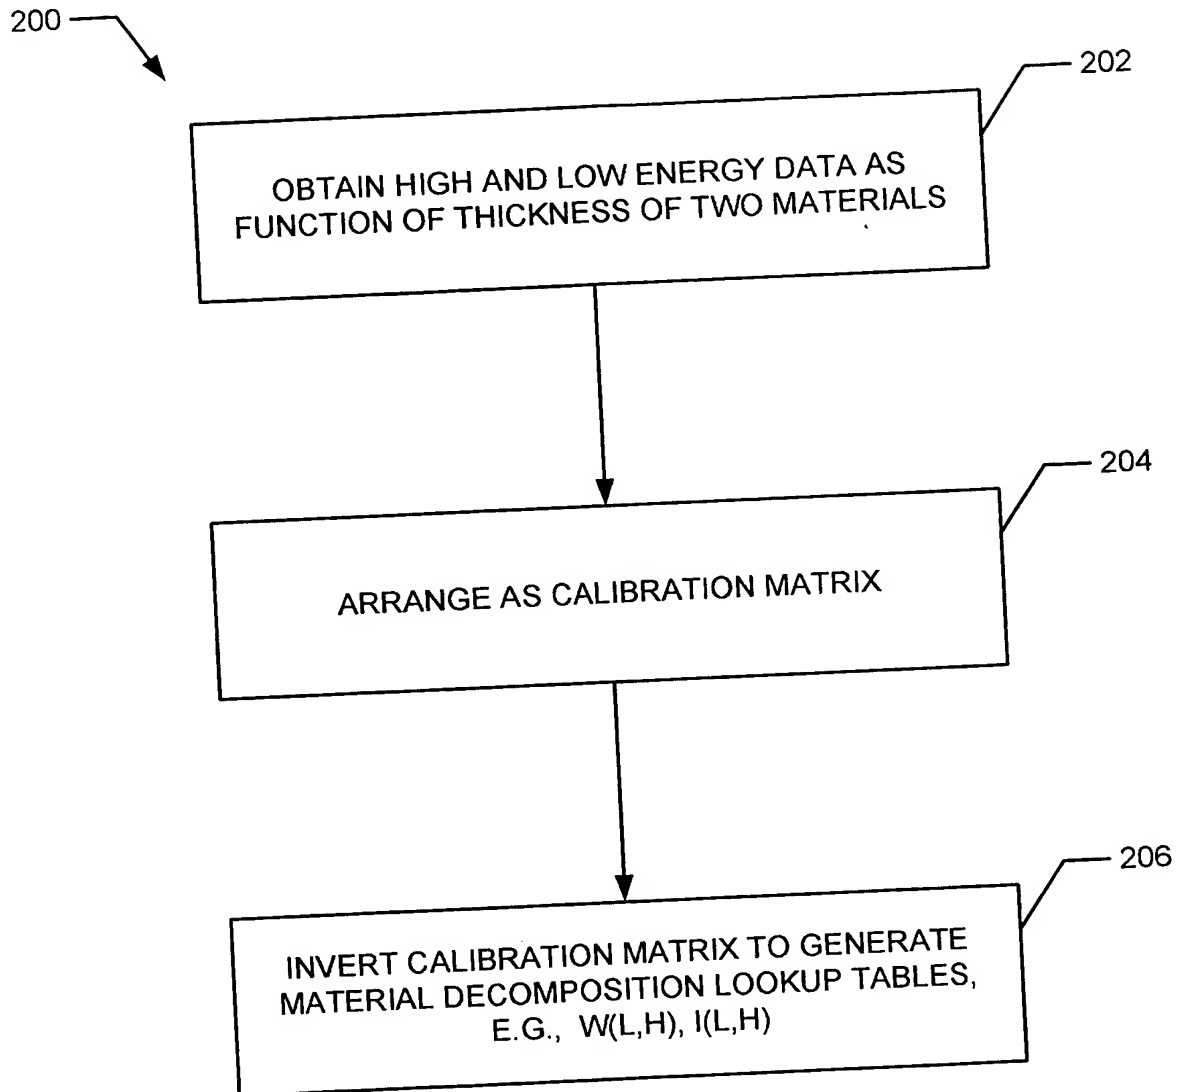 200
202
OBTAIN HIGH AND LOW ENERGY DATA AS
FUNCTION OF THICKNESS OF TWO MATERIALS
204
ARRANGE AS CALIBRATION MATRIX
206
INVERT CALIBRATION MATRIX TO GENERATE
MATERIAL DECOMPOSITION LOOKUP TABLES,
E.G., W(L,H), I(L,H)